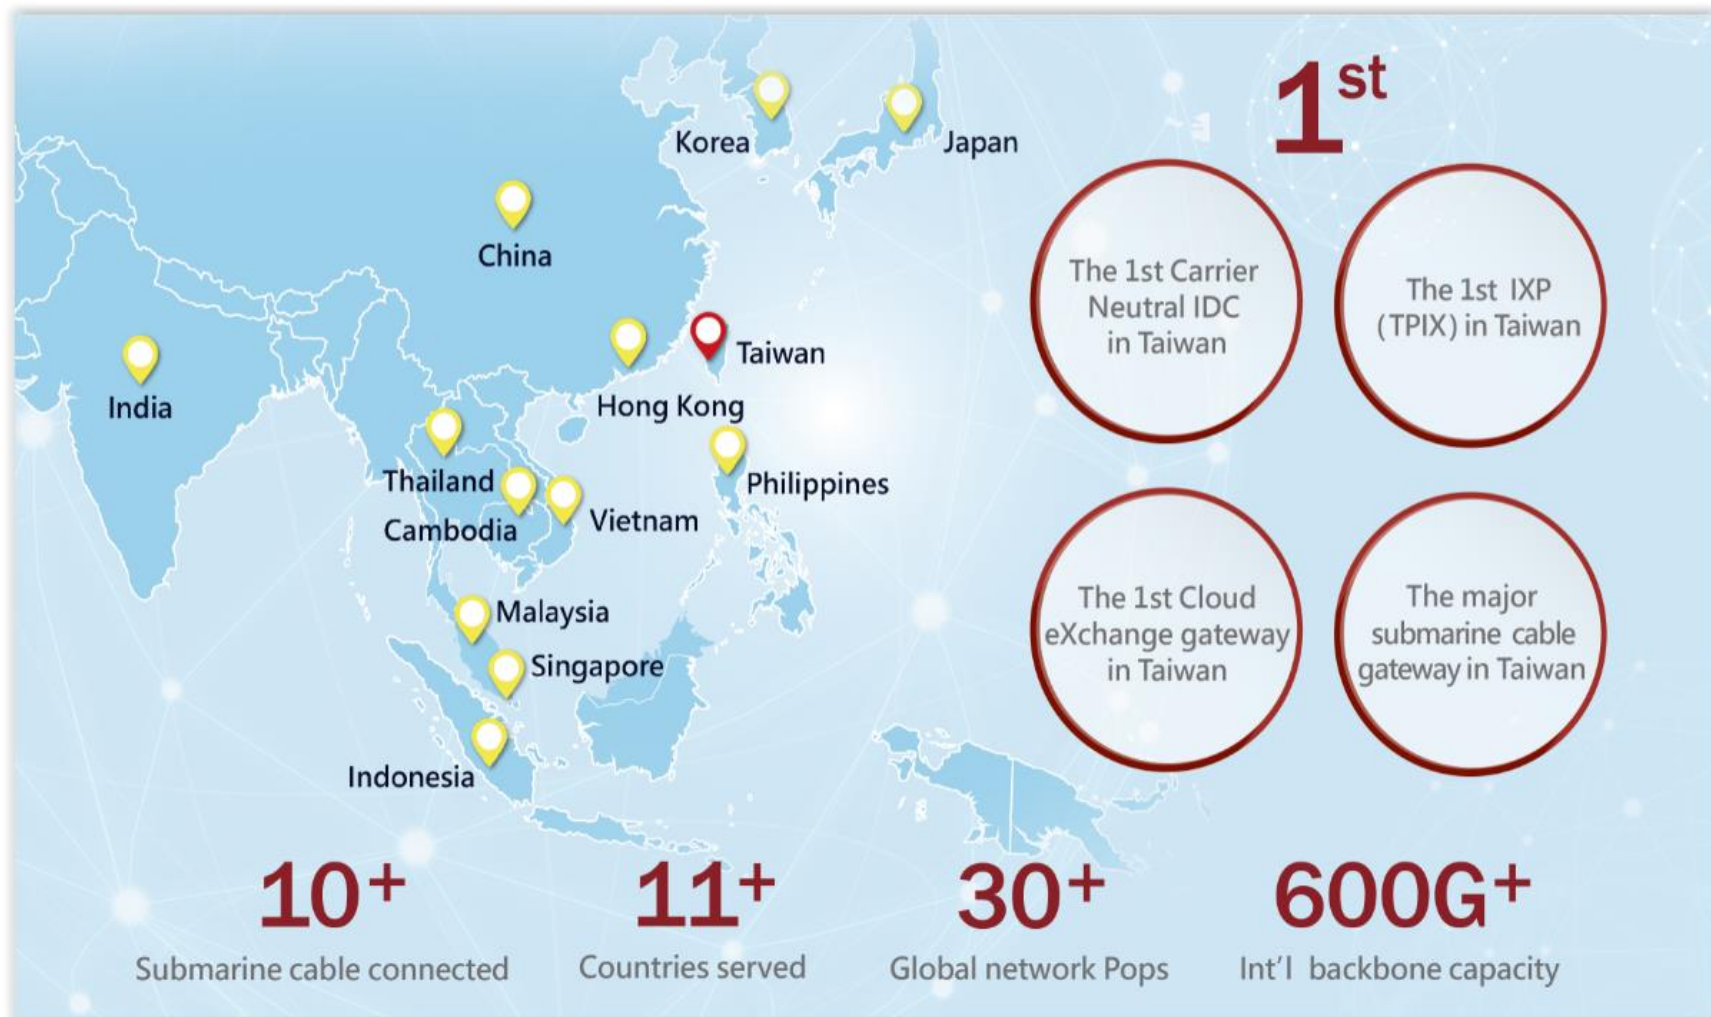 1st
Korea
Japan
China
The 1st Carrier
Neutral IDC
in Taiwan
The 1st IXP
(TPIX) in Taiwan
Taiwan
India
Hong Kong
Thailand
Philippines
Cambodia
Vietnam
The 1st Cloud
eXchange gateway
in Taiwan
The major
submarine cable
gateway in Taiwan
Malaysia
Singapore
Indonesia
10+
Submarine cable connected
11+
Countries served
30+
Global network Pops
600G+
Int'l backbone capacity